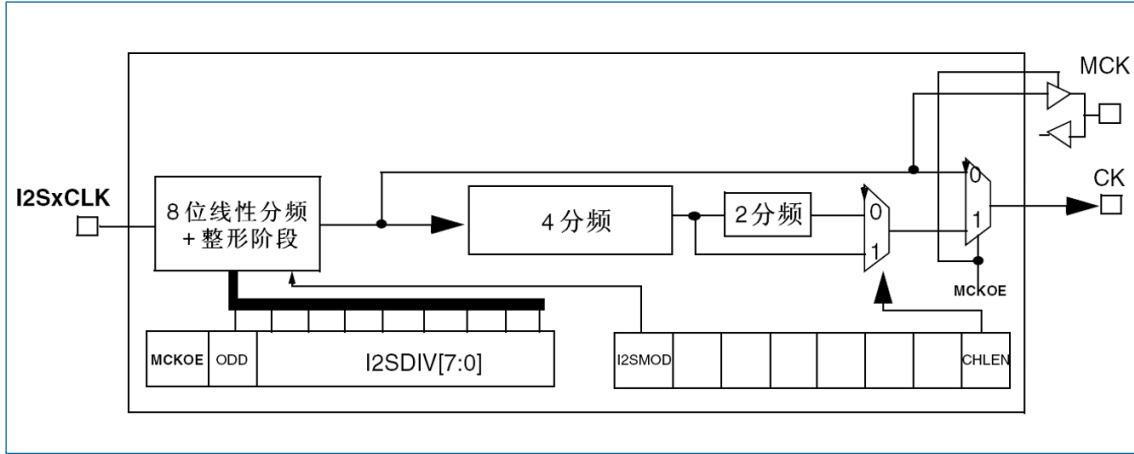 MCK
I2SxCLK
8位线性分频
+整形阶段
4分频
2分频
0
1
0
1
CK
MCKOE
MCKOE
ODD
I2SDIV[7:0]
I2SMOD
CHLEN